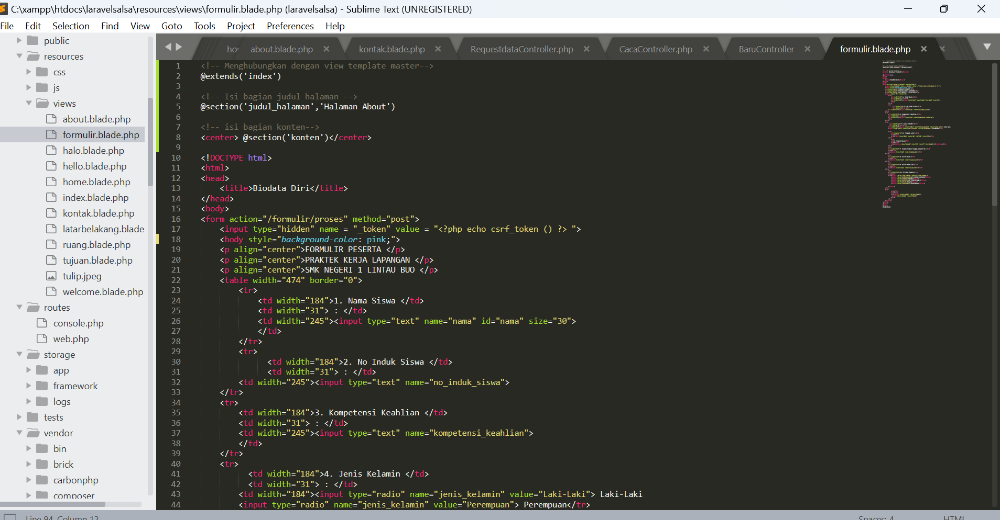 C:\xampp\htdocs\laravelsalsa\resources\views\formulir.blade.php (laravelsalsa) - Sublime Text (UNREGISTERED)
File Edit Selection Find View Goto Tools Project Preferences Help
public
resources
css
js
views
about.blade.php
formulir.blade.php
halo.blade.php
hello.blade.php
home.blade.php
index.blade.php
kontak.blade.php
latarbelakang.blade
ruang.blade.php
tujuan.blade.php
tulip.jpeg
welcome.blade.php
routes
console.php
web.php
storage
app
framework
logs
tests
vendor
bin
brick
carbonphp
composer
about.blade.php kontak.blade.php RequestdataController.php CacaController.php BaruController formulir.blade.php
1 <!-- Menghubungkan dengan view template master-->
2 @extends('index')
3
4 <!-- Isi bagian judul halaman -->
5 @section('judul_halaman','Halaman About')
6
7 <!-- isi bagian konten-->
8 <center> @section('konten')</center>
9
10 <!DOCTYPE html>
11 <html>
12 <head>
13 <title>Biodata Diri</title>
14 </head>
15 <body>
16 <form action="/formulir/proses" method="post">
17 <input type="hidden" name = "_token" value = "<?php echo csrf_token () ?> ">
18 <body style="background-color: pink;">
19 <p align="center">FORMULIR PESERTA </p>
20 <p align="center">PRAKTEK KERJA LAPANGAN </p>
21 <p align="center">SMK NEGERI 1 LINTAU BUO </p>
22 <table width="474" border="0">
23 <tr>
24 <td width="184">1. Nama Siswa </td>
25 <td width="31"> : </td>
26 <td width="245"><input type="text" name="nama" id="nama" size="30">
27 </td>
28 </tr>
29 <tr>
30 <td width="184">2. No Induk Siswa </td>
31 <td width="31"> : </td>
32 <td width="245"><input type="text" name="no_induk_siswa">
33 </tr>
34 <tr>
35 <td width="184">3. Kompetensi Keahlian </td>
36 <td width="31"> : </td>
37 <td width="245"><input type="text" name="kompetensi_keahlian">
38 </td>
39 </tr>
40 <tr>
41 <td width="184">4. Jenis Kelamin </td>
42 <td width="31"> : </td>
43 <td width="184"><input type="radio" name="jenis_kelamin" value="Laki-Laki"> Laki-Laki
44 <input type="radio" name="jenis_kelamin" value="Perempuan"> Perempuan</tr>
Line 94, Column 12 Spaces: 4 HTML